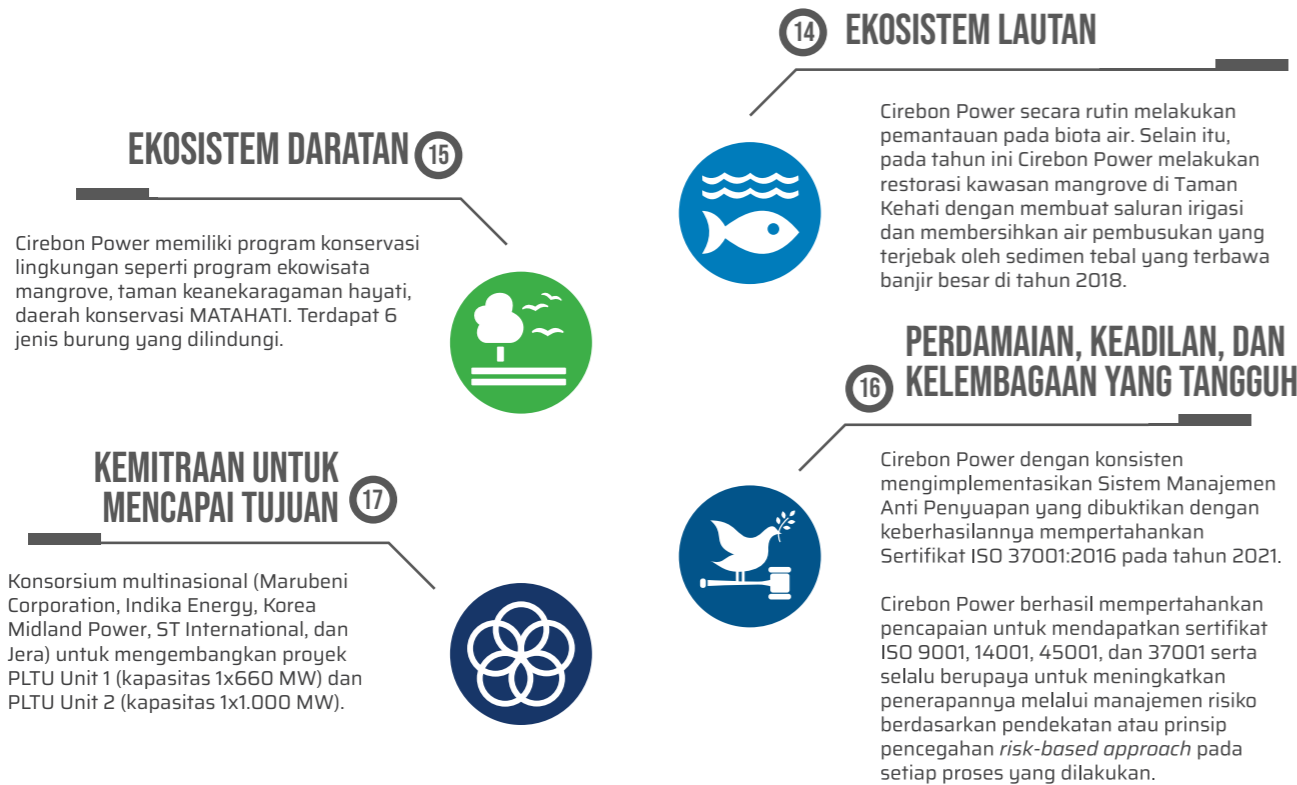 14 EKOSISTEM LAUTAN
Cirebon Power secara rutin melakukan
pemantauan pada biota air. Selain itu,
pada tahun ini Cirebon Power melakukan
restorasi kawasan mangrove di Taman
Kehati dengan membuat saluran irigasi
dan membersihkan air pembusukan yang
terjebak oleh sedimen tebal yang terbawa
banjir besar di tahun 2018.
EKOSISTEM DARATAN 15
Cirebon Power memiliki program konservasi
lingkungan seperti program ekowisata
mangrove, taman keanekaragaman hayati,
daerah konservasi MATAHATI. Terdapat 6
jenis burung yang dilindungi.
PERDAMAIAN, KEADILAN, DAN
16 KELEMBAGAAN YANG TANGGUH
Cirebon Power dengan konsisten
mengimplementasikan Sistem Manajemen
Anti Penyuapan yang dibuktikan dengan
keberhasilannya mempertahankan
Sertifikat ISO 37001:2016 pada tahun 2021.
Cirebon Power berhasil mempertahankan
pencapaian untuk mendapatkan sertifikat
ISO 9001, 14001, 45001, dan 37001 serta
selalu berupaya untuk meningkatkan
penerapannya melalui manajemen risiko
berdasarkan pendekatan atau prinsip
pencegahan risk-based approach pada
setiap proses yang dilakukan.
KEMITRAAN UNTUK
MENCAPAI TUJUAN 17
Konsorsium multinasional (Marubeni
Corporation, Indika Energy, Korea
Midland Power, ST International, dan
Jera) untuk mengembangkan proyek
PLTU Unit 1 (kapasitas 1x660 MW) dan
PLTU Unit 2 (kapasitas 1x1.000 MW).